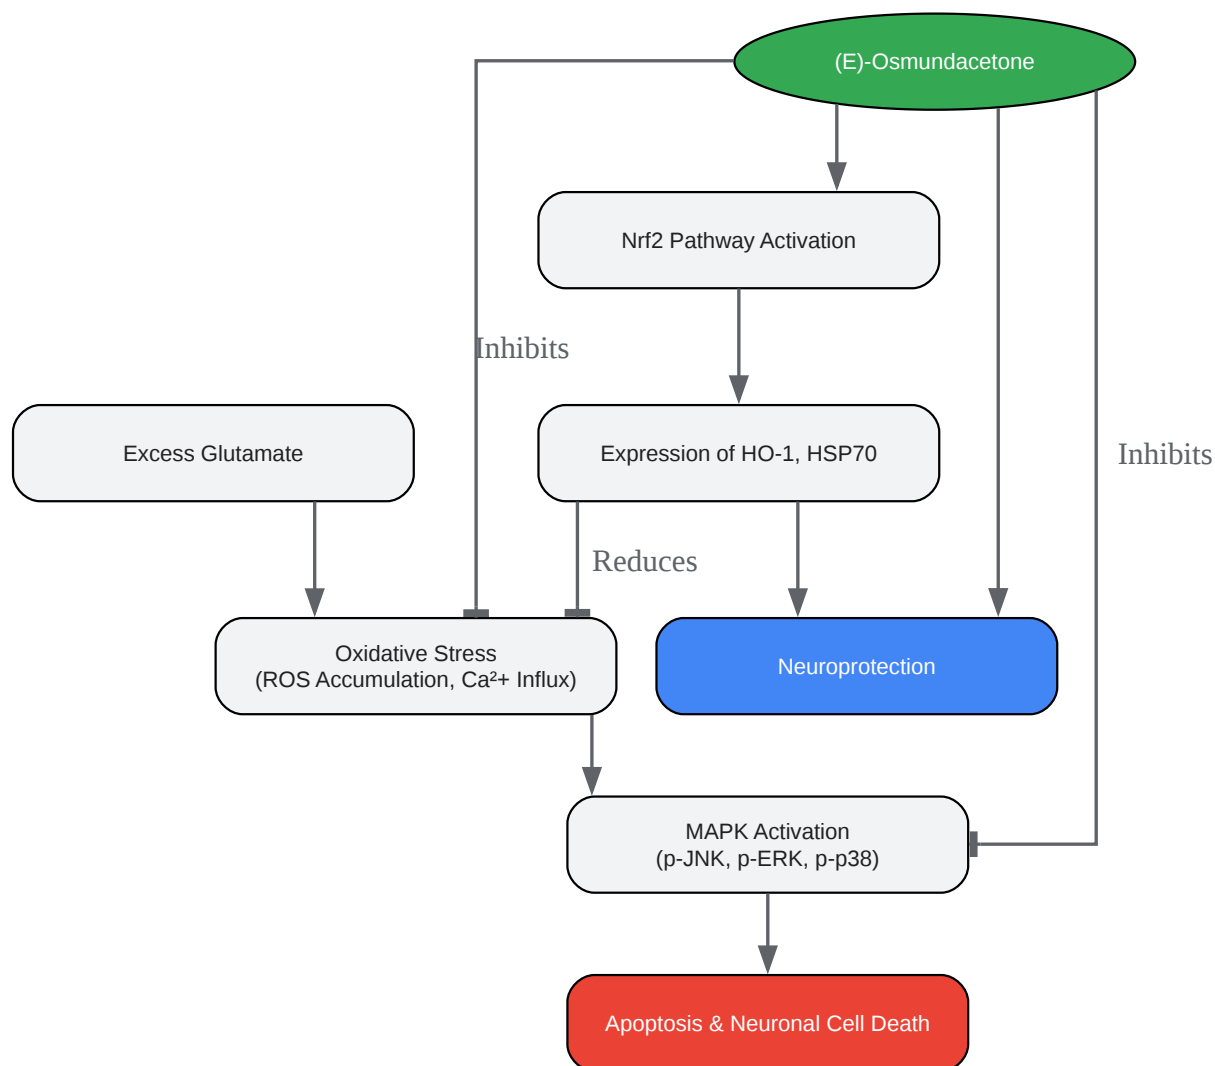 (E)-Osmundacetone
Nrf2 Pathway Activation
Inhibits
Excess Glutamate
Expression of HO-1, HSP70
Inhibits
Reduces
Oxidative Stress
(ROS Accumulation, Ca²+ Influx)
Neuroprotection
MAPK Activation
(p-JNK, p-ERK, p-p38)
Apoptosis & Neuronal Cell Death